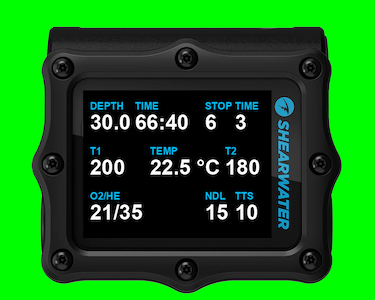 DEPTH TIME STOP TIME
30.0 66:40 6 3
T1 TEMP T2
200 22.5 °C 180
O2/HE NDL TTS
21/35 15 10
SHEARWATER